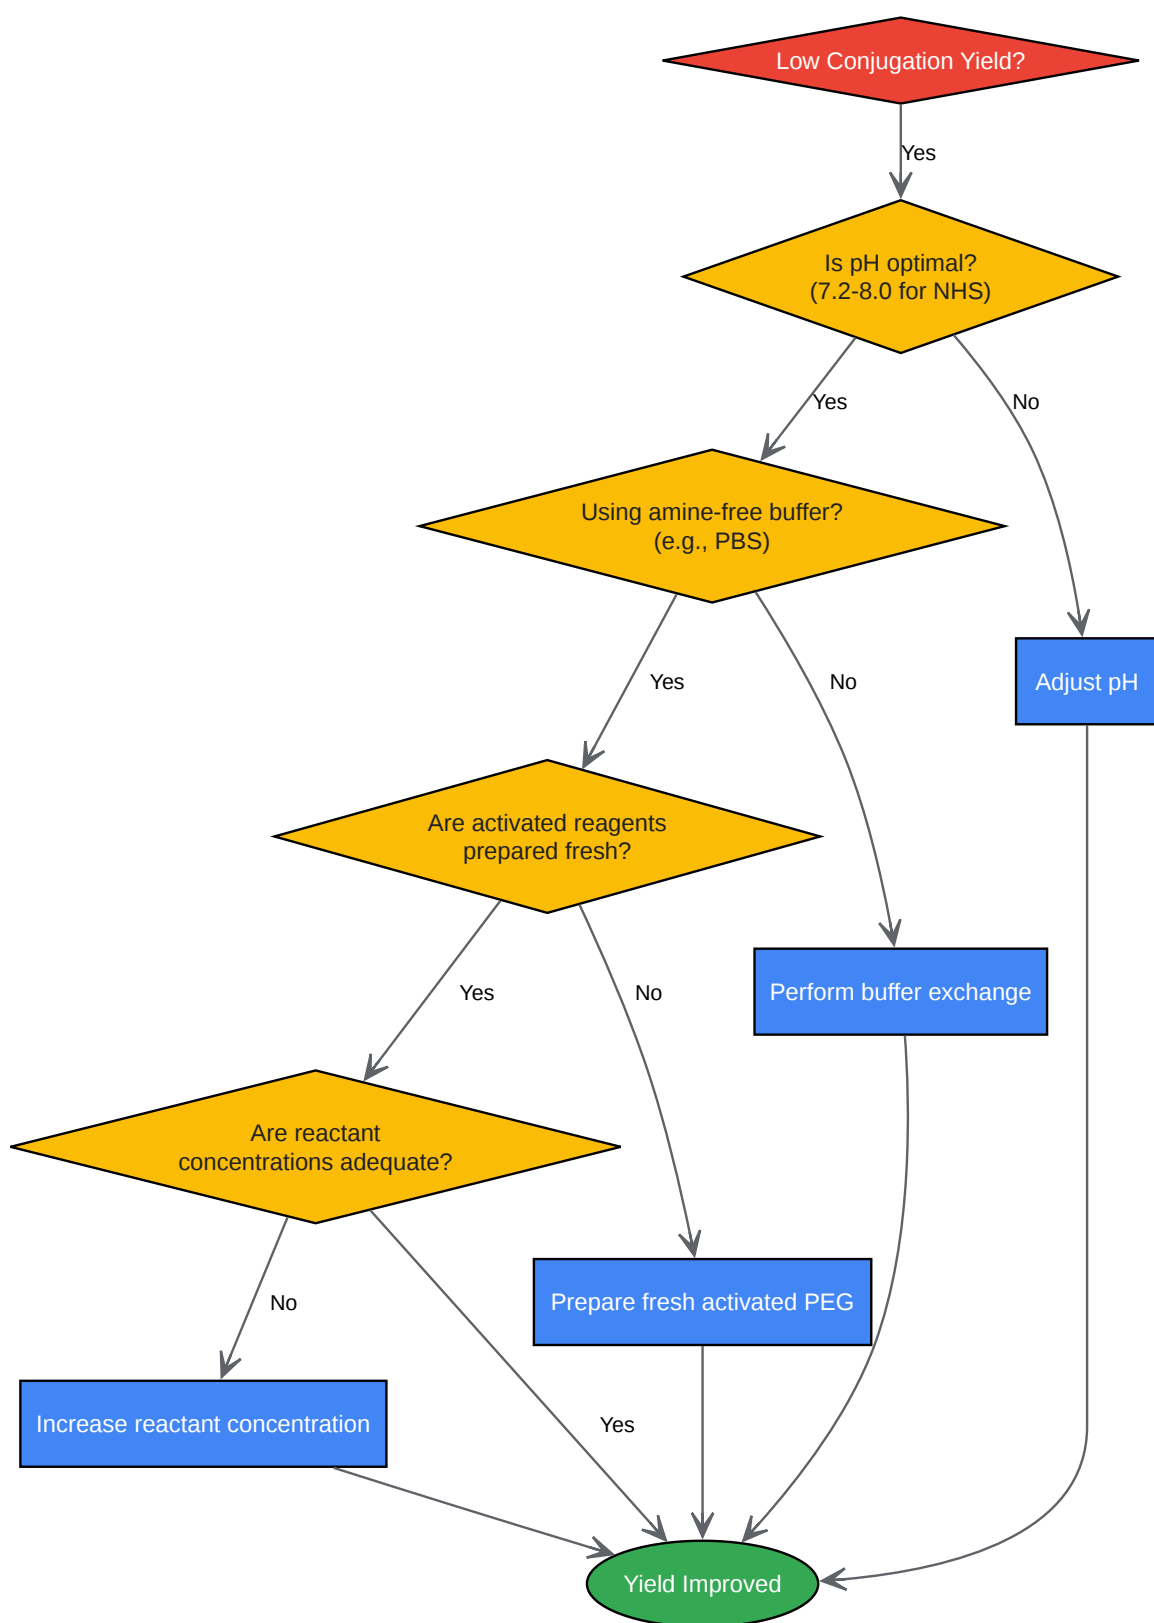 Low Conjugation Yield?
Yes
Is pH optimal?
(7.2-8.0 for NHS)
Yes
No
Using amine-free buffer?
(e.g., PBS)
Yes
No
Adjust pH
Are activated reagents
prepared fresh?
Yes
No
Perform buffer exchange
Are reactant
concentrations adequate?
No
Prepare fresh activated PEG
Increase reactant concentration
Yes
Yield Improved